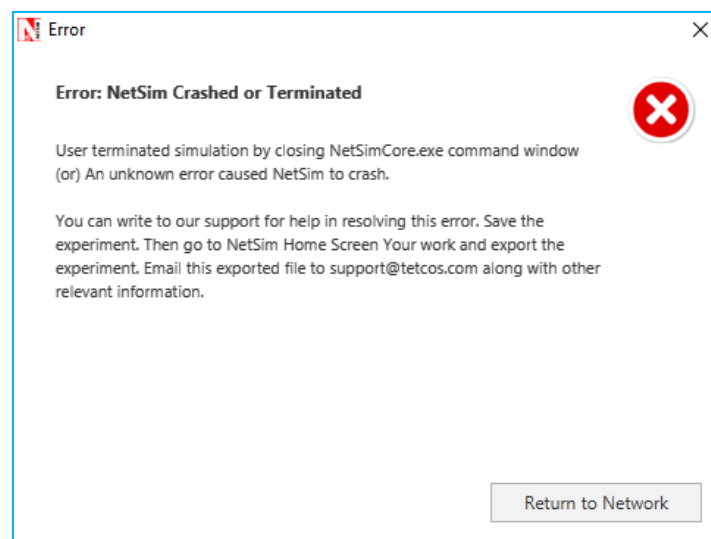 Error
Error: NetSim Crashed or Terminated
User terminated simulation by closing NetSimCore.exe command window
(or) An unknown error caused NetSim to crash.
You can write to our support for help in resolving this error. Save the
experiment. Then go to NetSim Home Screen Your work and export the
experiment. Email this exported file to support@tetcos.com along with other
relevant information.
Return to Network